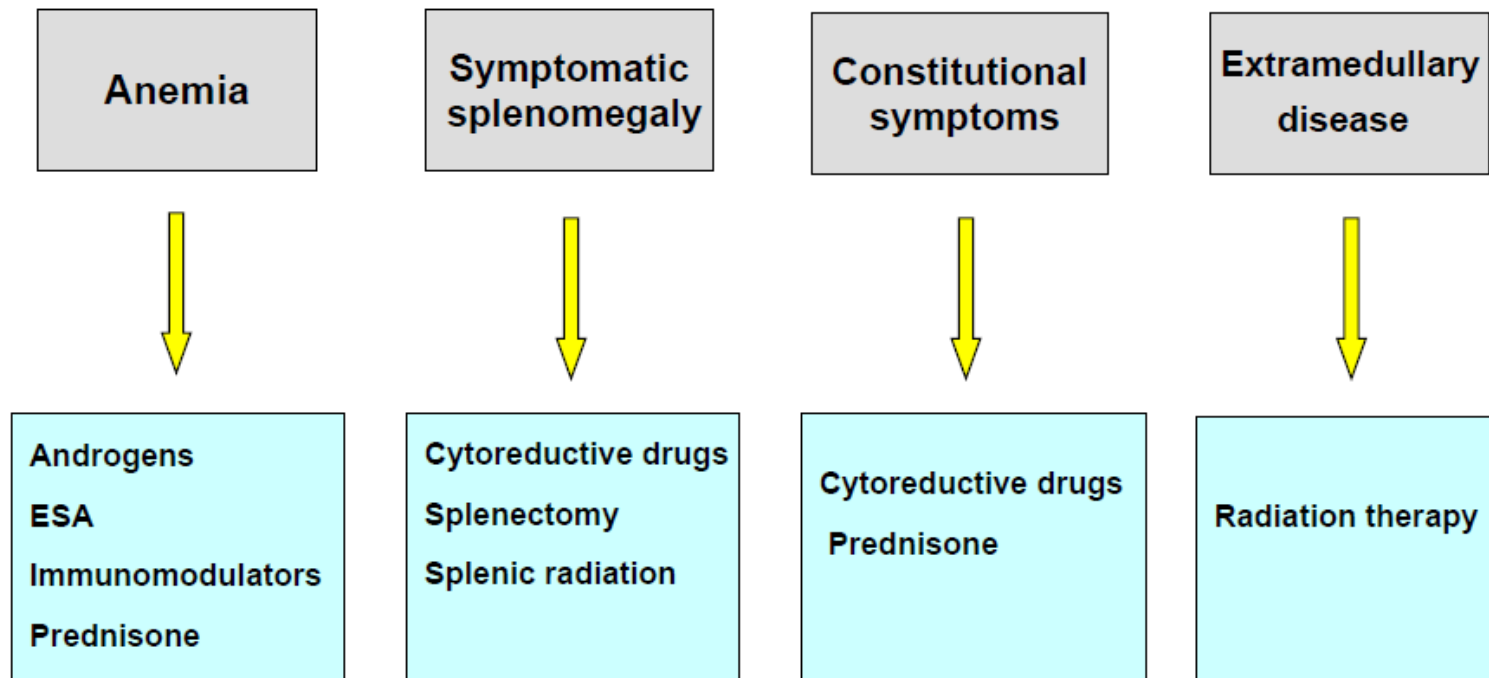 Anemia
Symptomatic
splenomegaly
Constitutional
symptoms
Extramedullary
disease
Androgens
ESA
Immunomodulators
Prednisone
Cytoreductive drugs
Splenectomy
Splenic radiation
Cytoreductive drugs
Prednisone
Radiation therapy